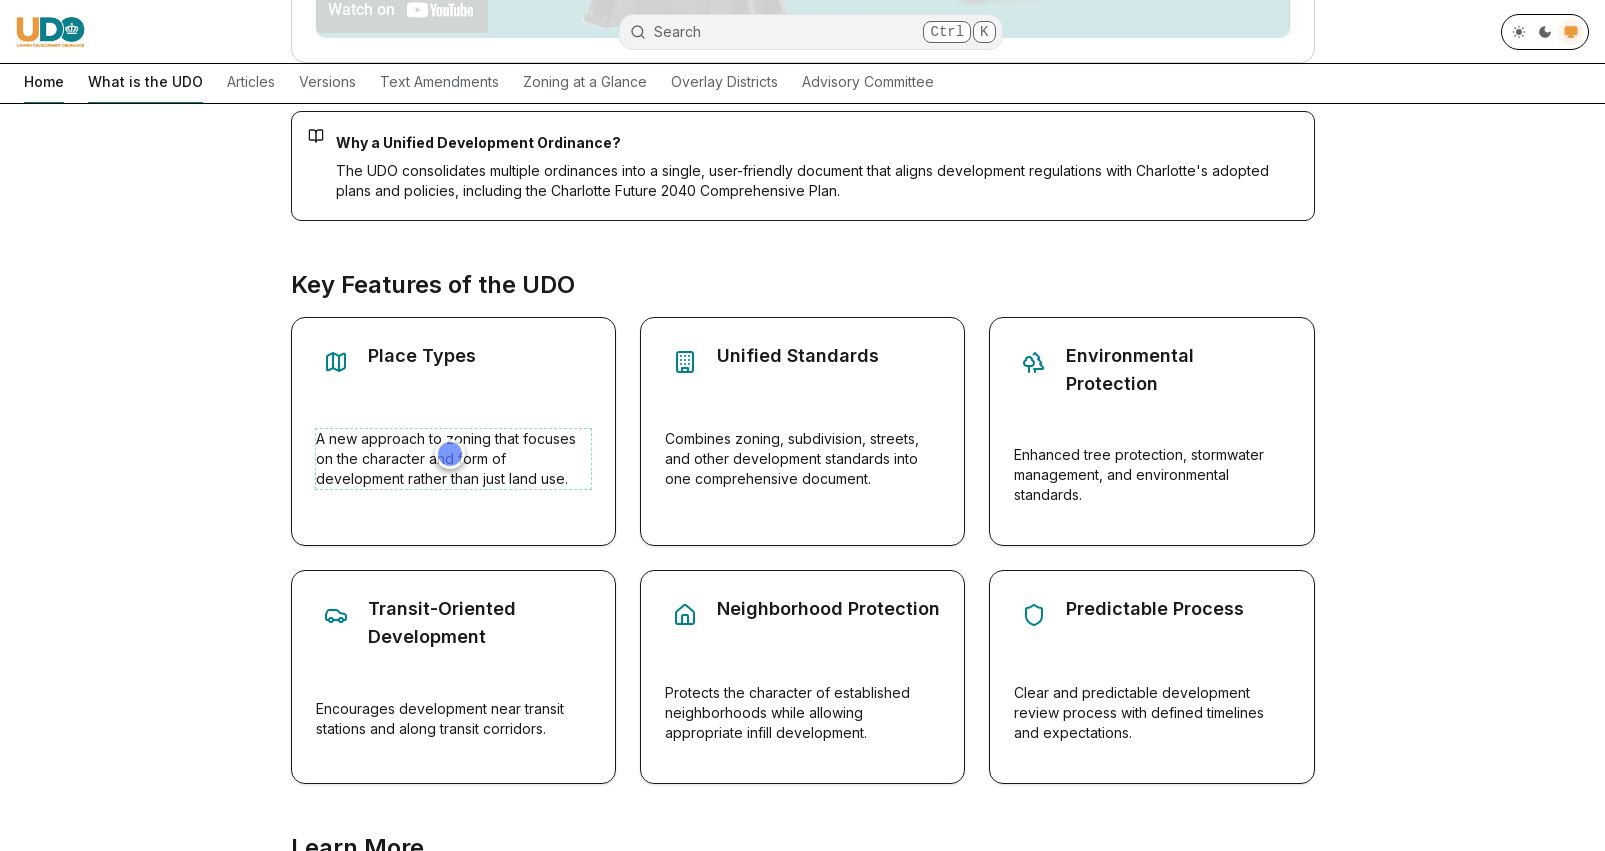 Watch on YouTube
UDO
UNIFIED DEVELOPMENT ORDINANCE
Search
Ctrl K
Home
What is the UDO
Articles
Versions
Text Amendments
Zoning at a Glance
Overlay Districts
Advisory Committee
Why a Unified Development Ordinance?
The UDO consolidates multiple ordinances into a single, user-friendly document that aligns development regulations with Charlotte's adopted
plans and policies, including the Charlotte Future 2040 Comprehensive Plan.
Key Features of the UDO
Place Types
A new approach to zoning that focuses
on the character and form of
development rather than just land use.
Unified Standards
Combines zoning, subdivision, streets,
and other development standards into
one comprehensive document.
Environmental
Protection
Enhanced tree protection, stormwater
management, and environmental
standards.
Transit-Oriented
Development
Encourages development near transit
stations and along transit corridors.
Neighborhood Protection
Protects the character of established
neighborhoods while allowing
appropriate infill development.
Predictable Process
Clear and predictable development
review process with defined timelines
and expectations.
Learn More